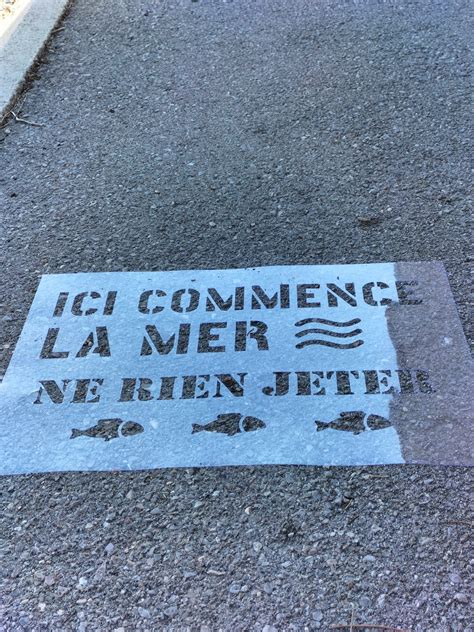 ICI COMMENCE
LA MER
NE RIEN JETER